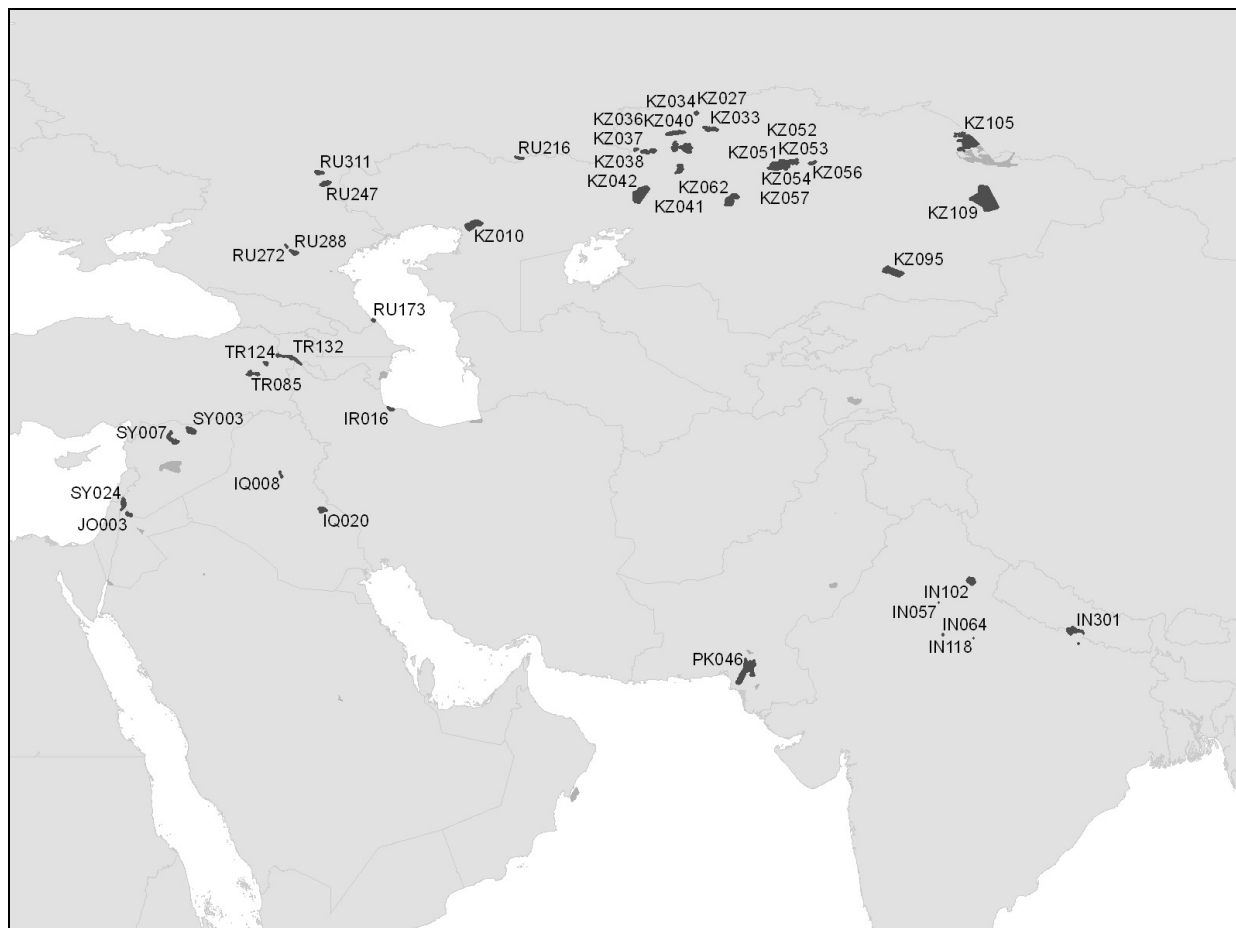 KZ034 KZ027
KZ036 KZ040 KZ033
KZ037
KZ052
KZ105
RU216
KZ051 KZ053
KZ038
RU311
KZ056
KZ054
KZ042 KZ062
RU247
KZ057
KZ041
KZ109
KZ010
RU288
RU272
KZ095
RU173
TR132
TR124
TR085
IR016
SY003
SY007
IQ008
SY024
IQ020
JO003
IN102
IN057
IN064
IN301
IN118
PK046